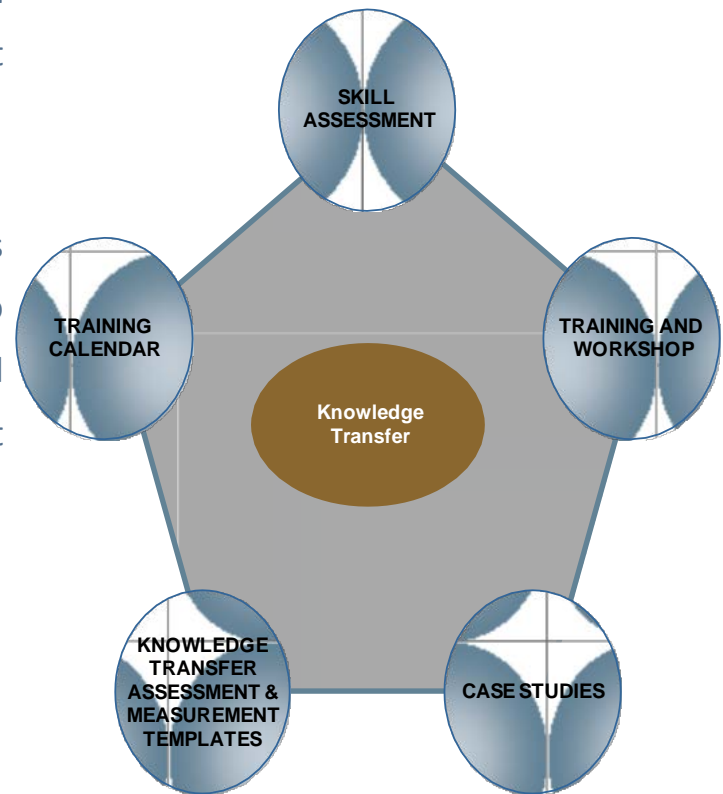 SKILL
ASSESSMENT
TRAINING
CALENDAR
TRAINING AND
WORKSHOP
Knowledge
Transfer
KNOWLEDGE
TRANSFER
ASSESSMENT &
MEASUREMENT
TEMPLATES
CASE STUDIES